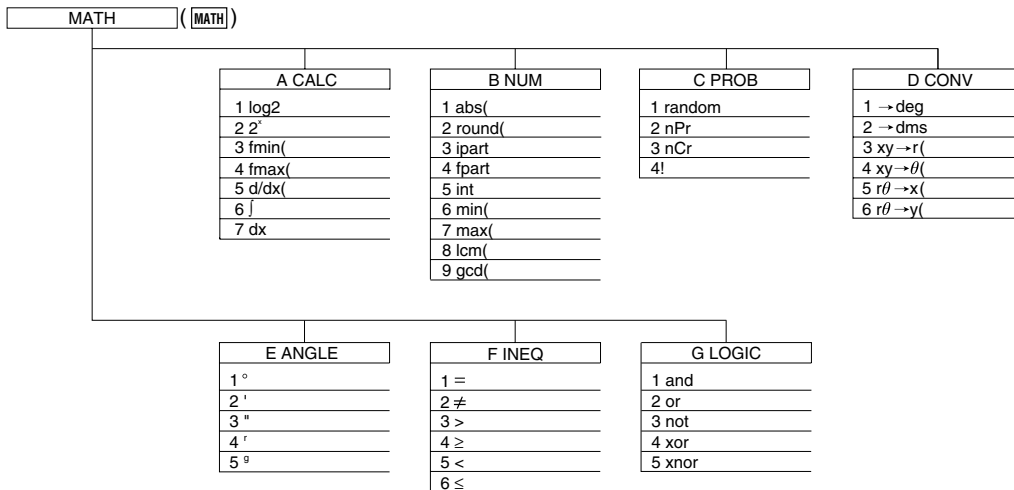 MATH ( MATH )
A CALC
1 log2
2 2ˣ
3 fmin(
4 fmax(
5 d/dx(
6 ∫
7 dx
B NUM
1 abs(
2 round(
3 ipart
4 fpart
5 int
6 min(
7 max(
8 lcm(
9 gcd(
C PROB
1 random
2 nPr
3 nCr
4!
D CONV
1 →deg
2 →dms
3 xy→r(
4 xy→θ(
5 rθ→x(
6 rθ→y(
E ANGLE
1 °
2 '
3 "
4 ʳ
5 ᵍ
F INEQ
1 =
2 ≠
3 >
4 ≥
5 <
6 ≤
G LOGIC
1 and
2 or
3 not
4 xor
5 xnor